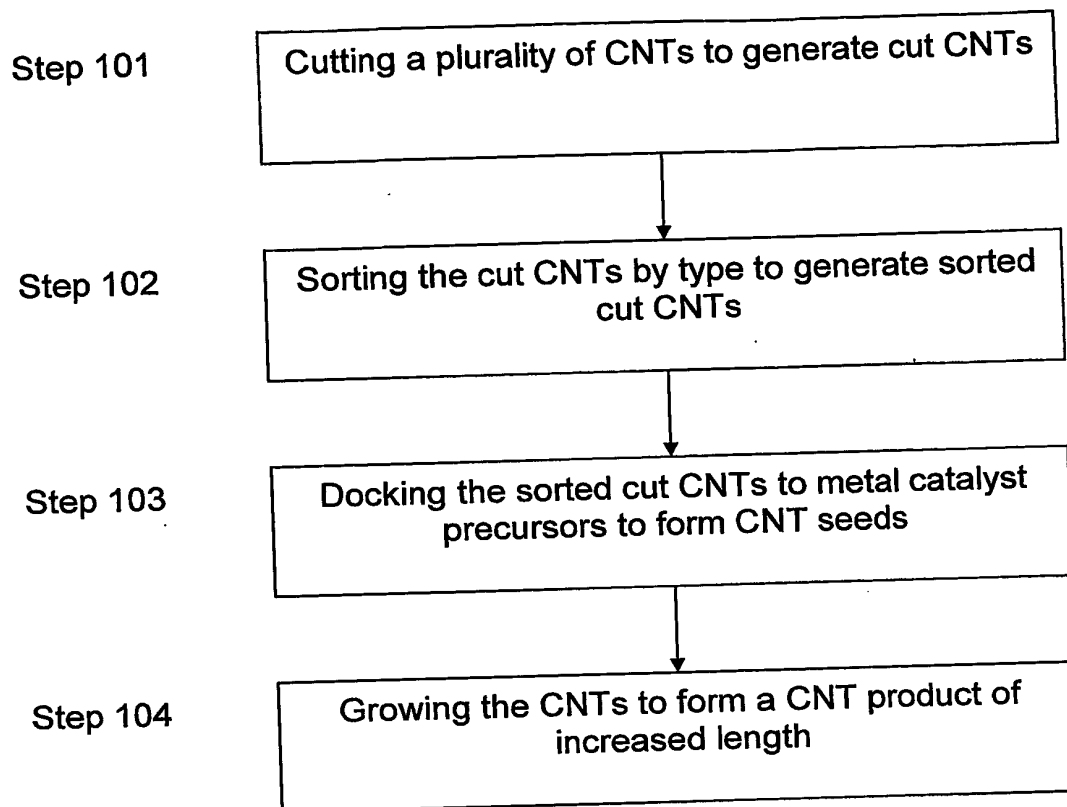 Step 101
Cutting a plurality of CNTs to generate cut CNTs
Step 102
Sorting the cut CNTs by type to generate sorted
cut CNTs
Step 103
Docking the sorted cut CNTs to metal catalyst
precursors to form CNT seeds
Step 104
Growing the CNTs to form a CNT product of
increased length